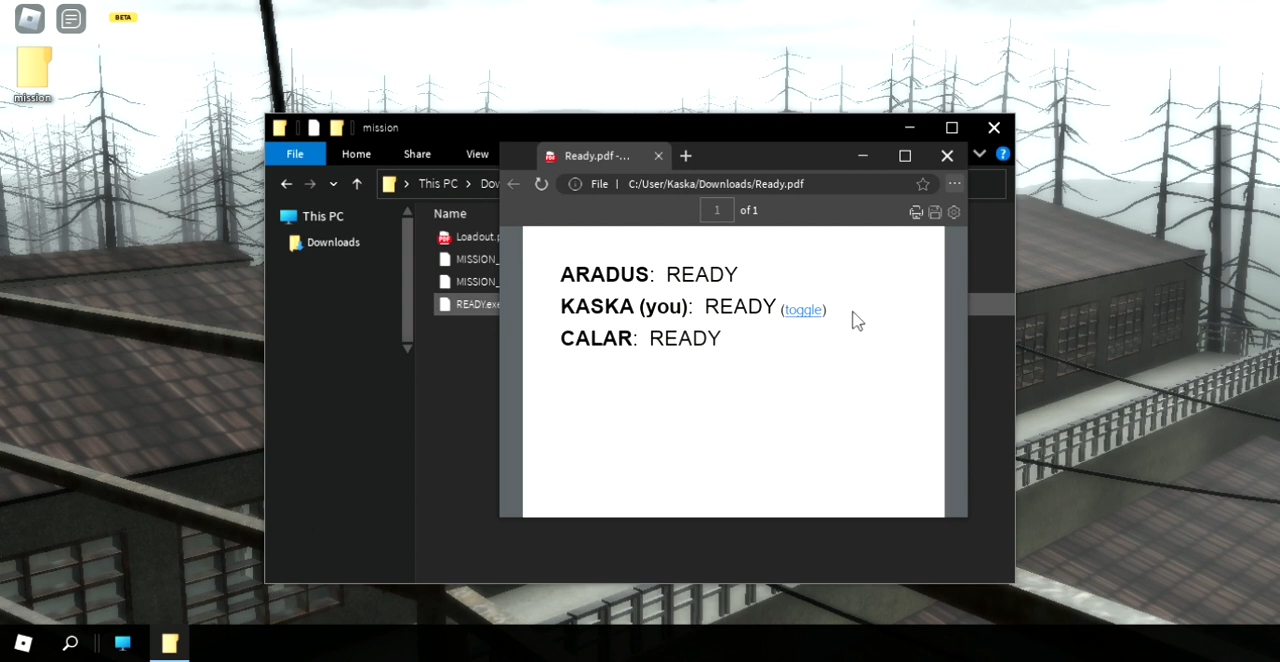 BETA
mission
mission
File Home Share View
Ready.pdf -...
This PC
File | C:/User/Kaska/Downloads/Ready.pdf
1 of 1
This PC
Downloads
Name
Loadout.
MISSION_
MISSION_
READY.exe
ARADUS: READY
KASKA (you): READY (toggle)
CALAR: READY